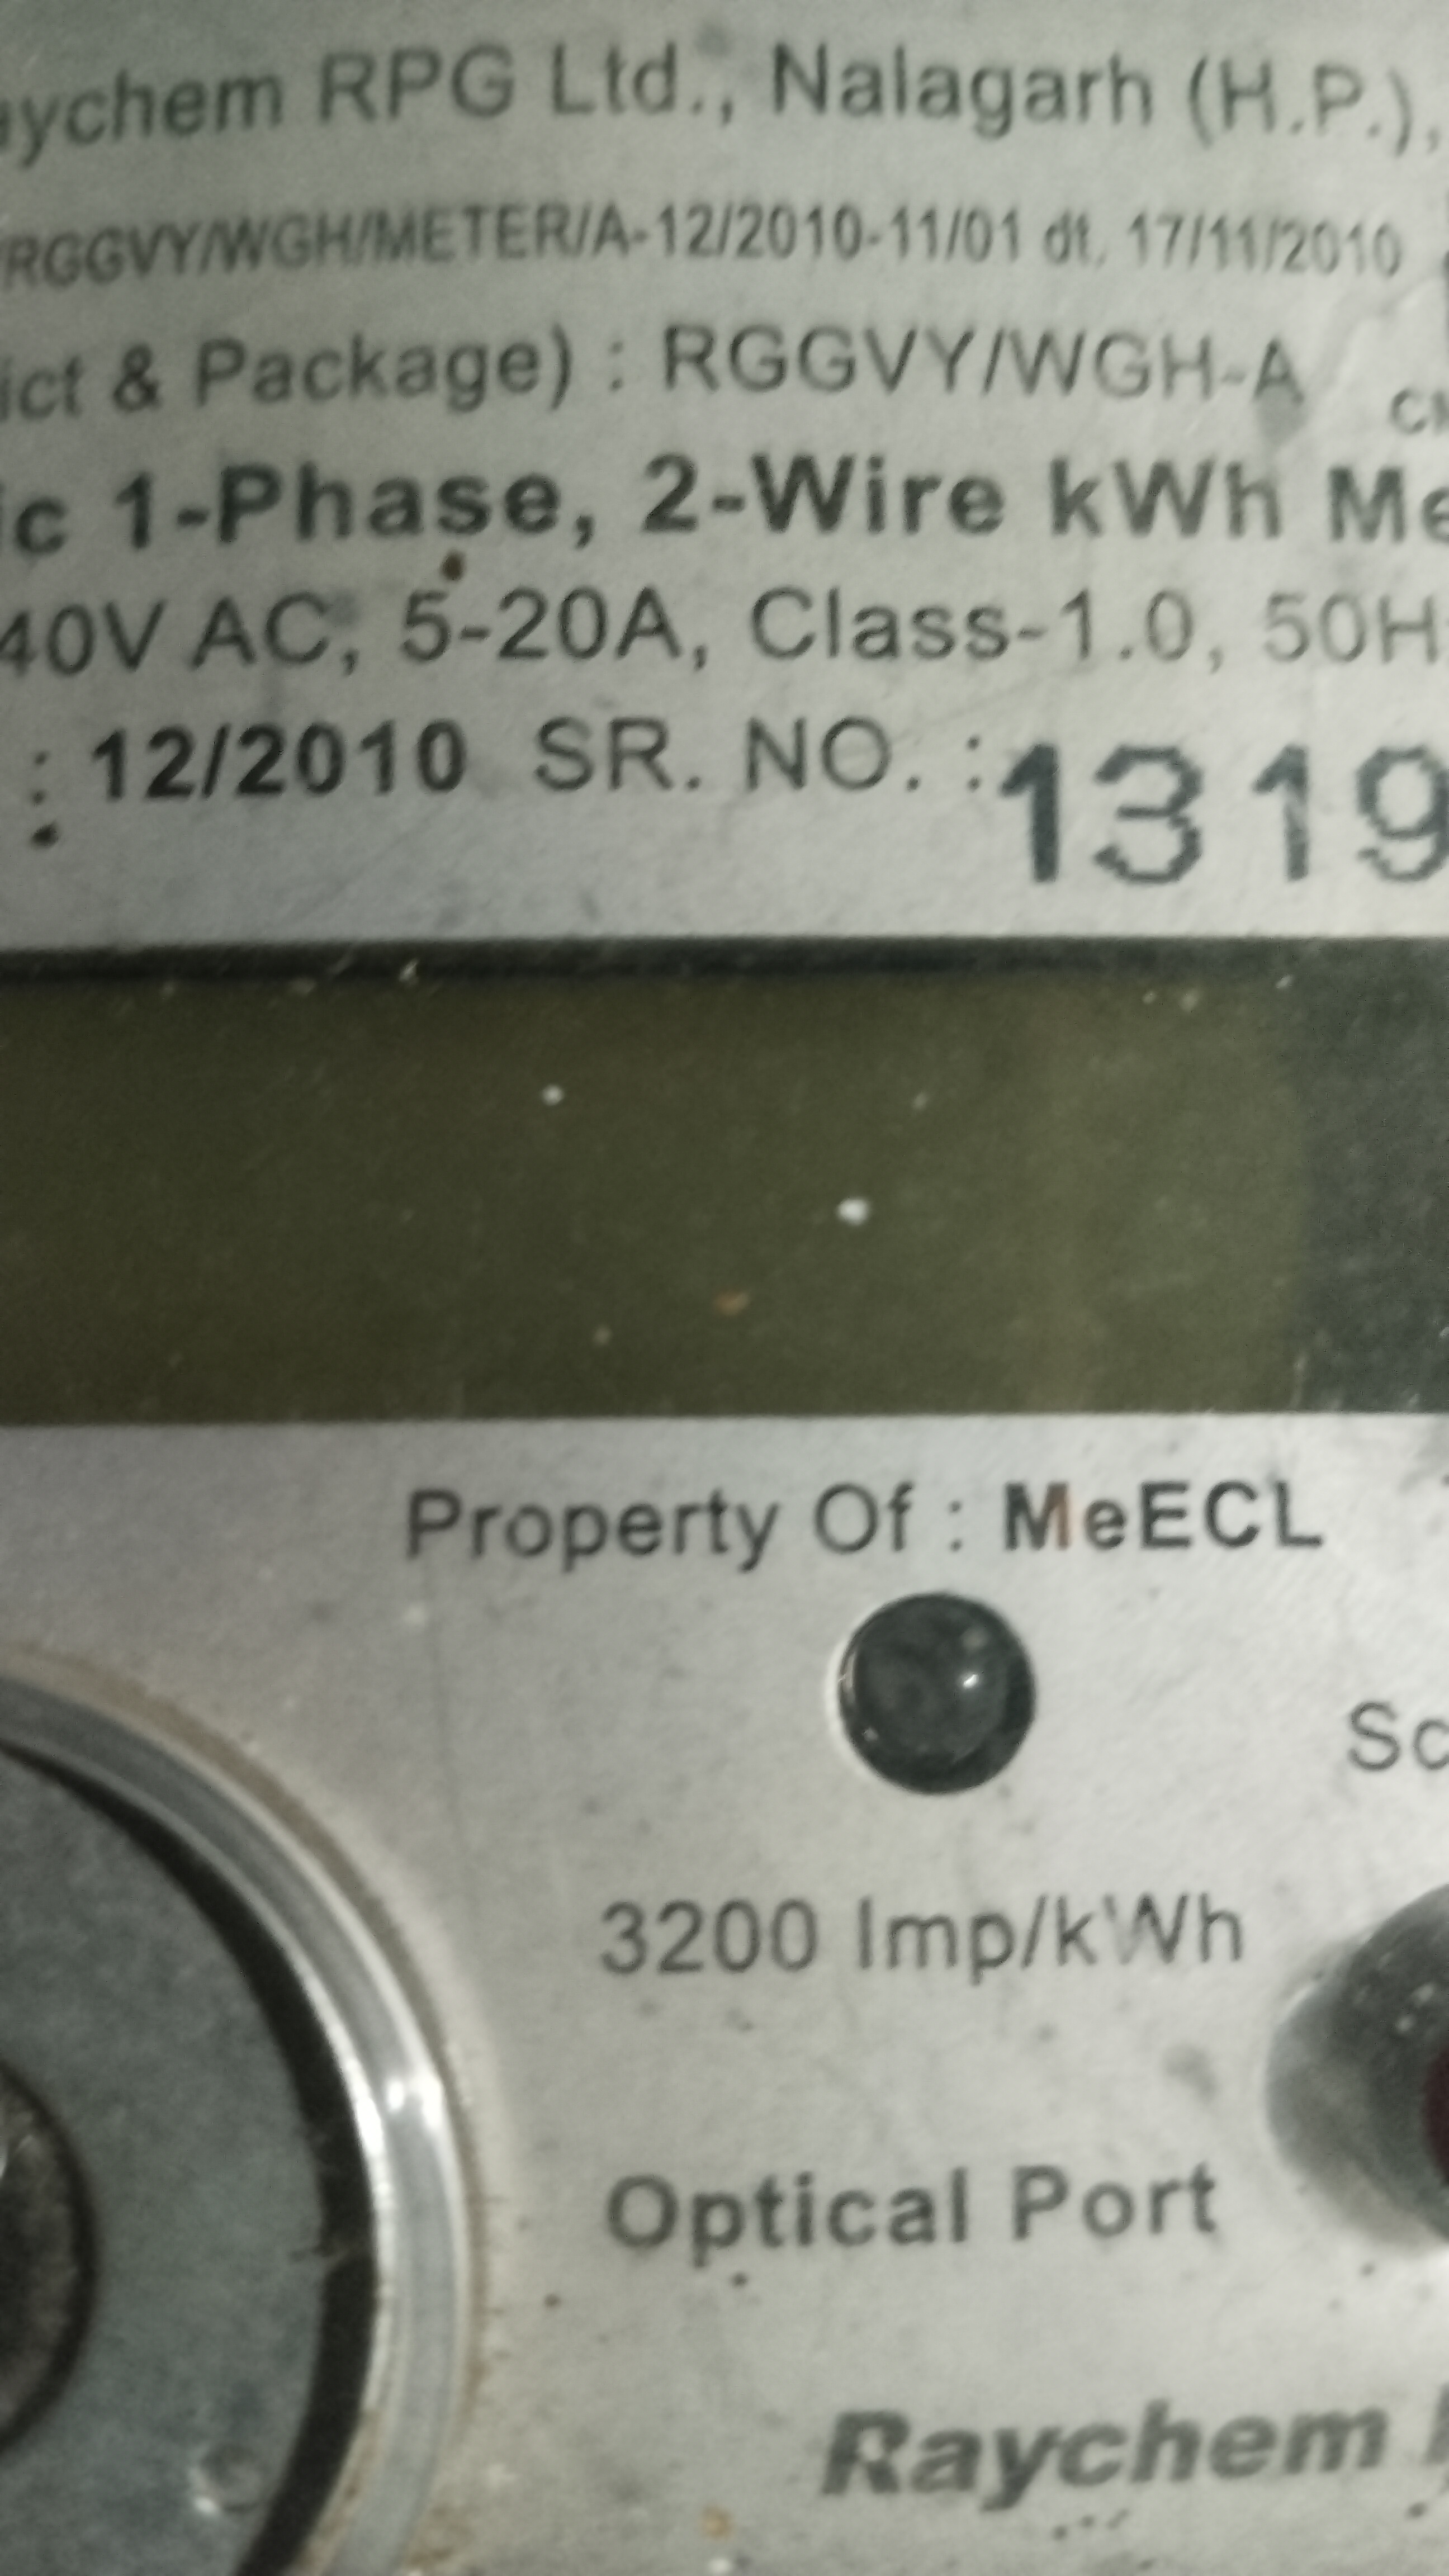 aychem RPG Ltd., Nalagarh (H.P.),
RGGVY/WGH/METER/A-12/2010-11/01 dt. 17/11/2010
ict & Package) : RGGVY/WGH-A
ic 1-Phase, 2-Wire kWh Me
40V AC, 5-20A, Class-1.0, 50H
: 12/2010 SR. NO. : 1319
Property Of : MeECL
Sc
3200 Imp/kWh
Optical Port
Raychem